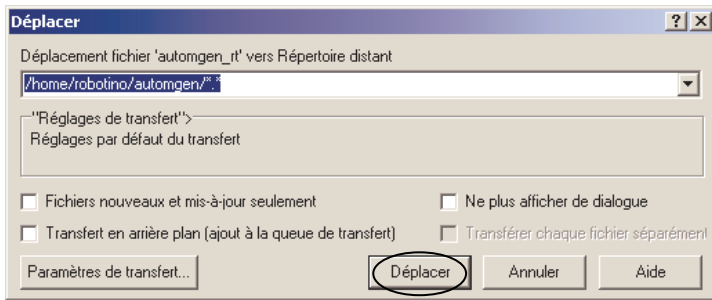 Déplacer
Déplacement fichier 'automgen_rt' vers Répertoire distant
/home/robotino/automgen/*.*
"Réglages de transfert">
Réglages par défaut du transfert
Fichiers nouveaux et mis-à-jour seulement
Ne plus afficher de dialogue
Transfert en arrière plan (ajout à la queue de transfert)
Transférer chaque fichier séparément
Paramètres de transfert...
Déplacer
Annuler
Aide